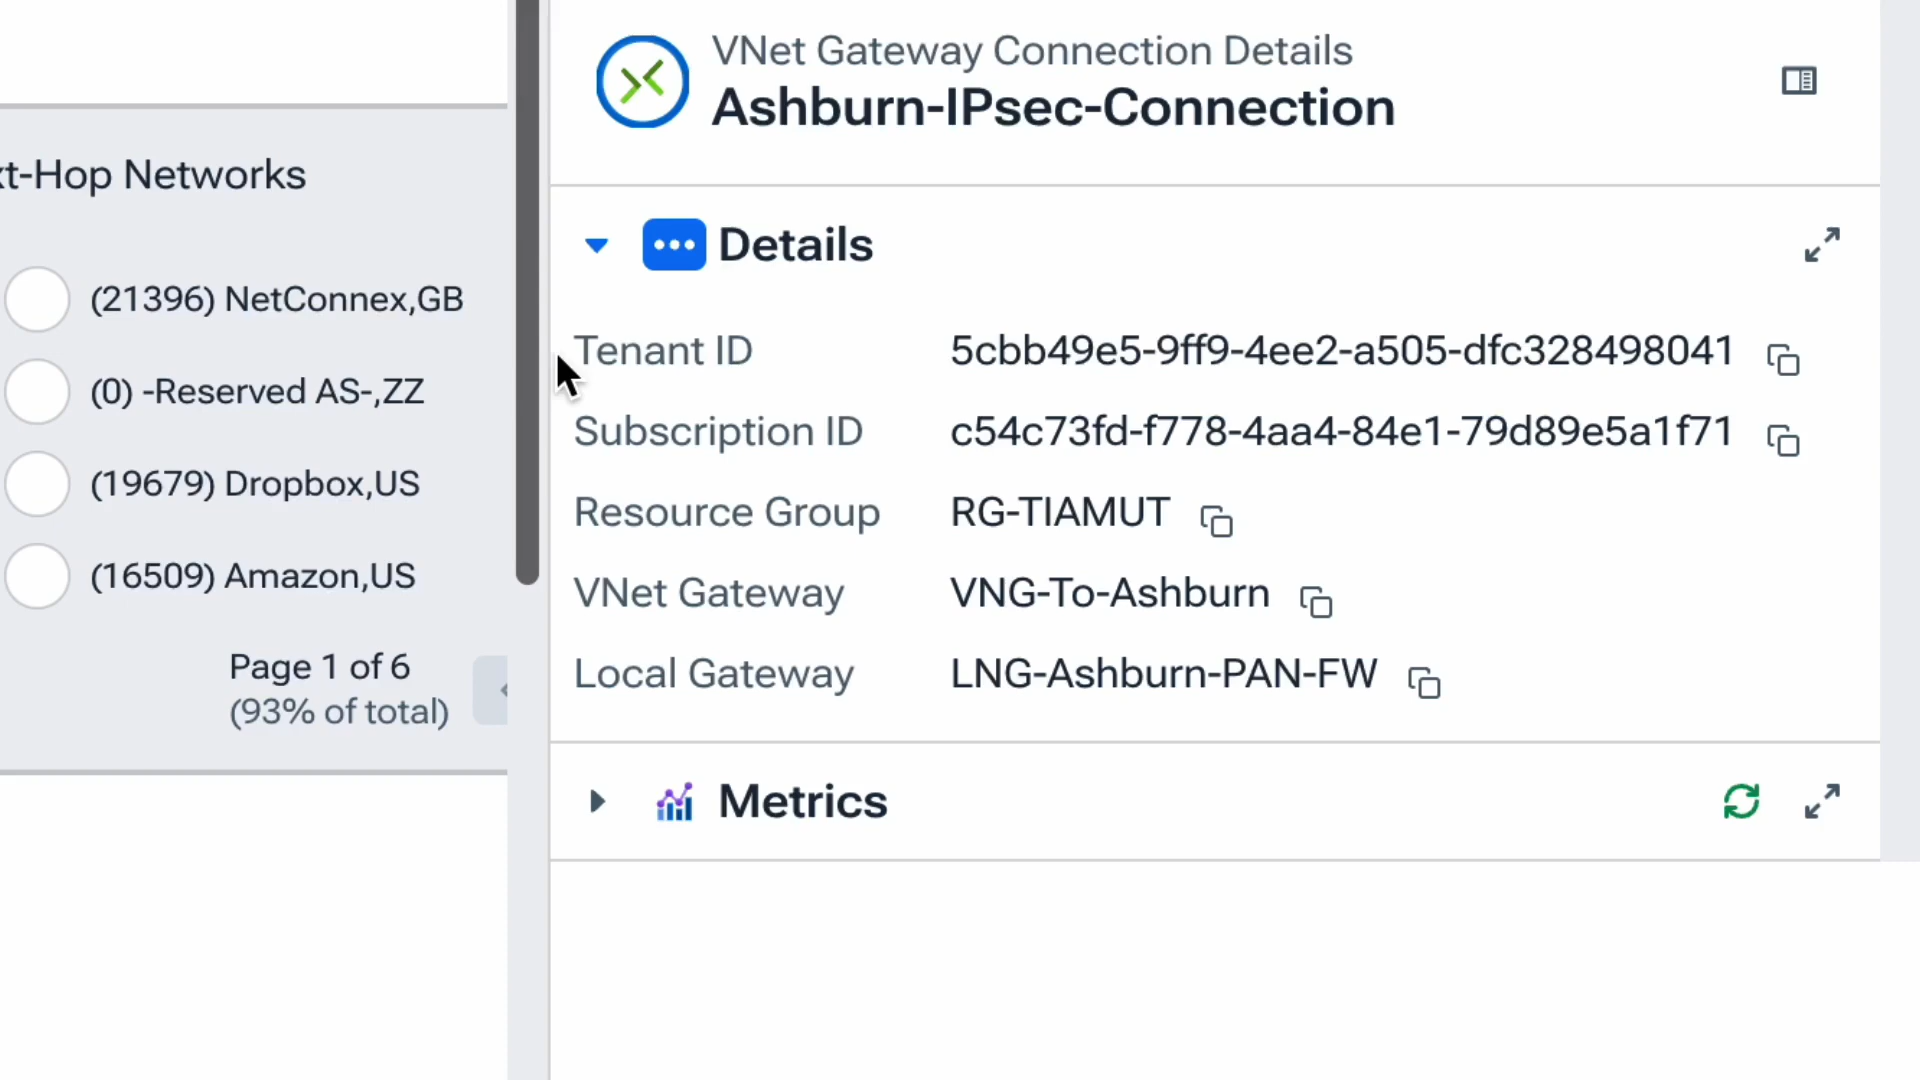 VNet Gateway Connection Details
Ashburn-IPsec-Connection
xt-Hop Networks
(21396) NetConnex,GB
(0) -Reserved AS-,ZZ
(19679) Dropbox,US
(16509) Amazon,US
Page 1 of 6
(93% of total)
Details
Tenant ID 5cbb49e5-9ff9-4ee2-a505-dfc328498041
Subscription ID c54c73fd-f778-4aa4-84e1-79d89e5a1f71
Resource Group RG-TIAMUT
VNet Gateway VNG-To-Ashburn
Local Gateway LNG-Ashburn-PAN-FW
Metrics